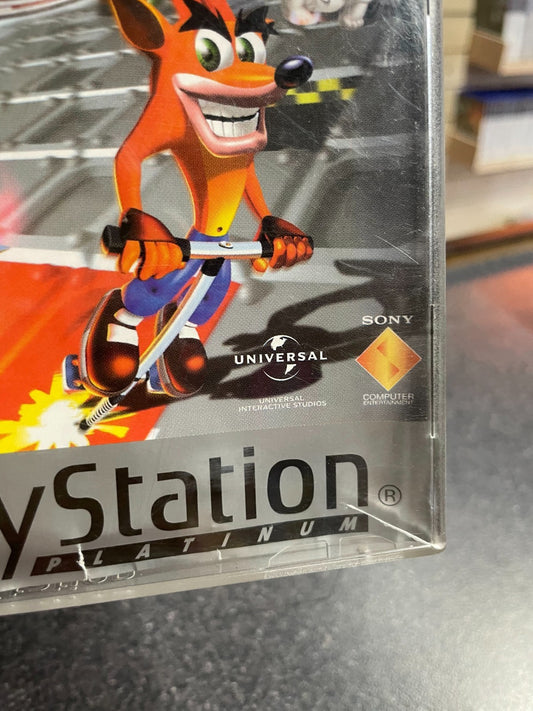 SONY
UNIVERSAL
UNIVERSAL
INTERACTIVE STUDIOS
COMPUTER
ENTERTAINMENT
yStation ®
PLATINUM